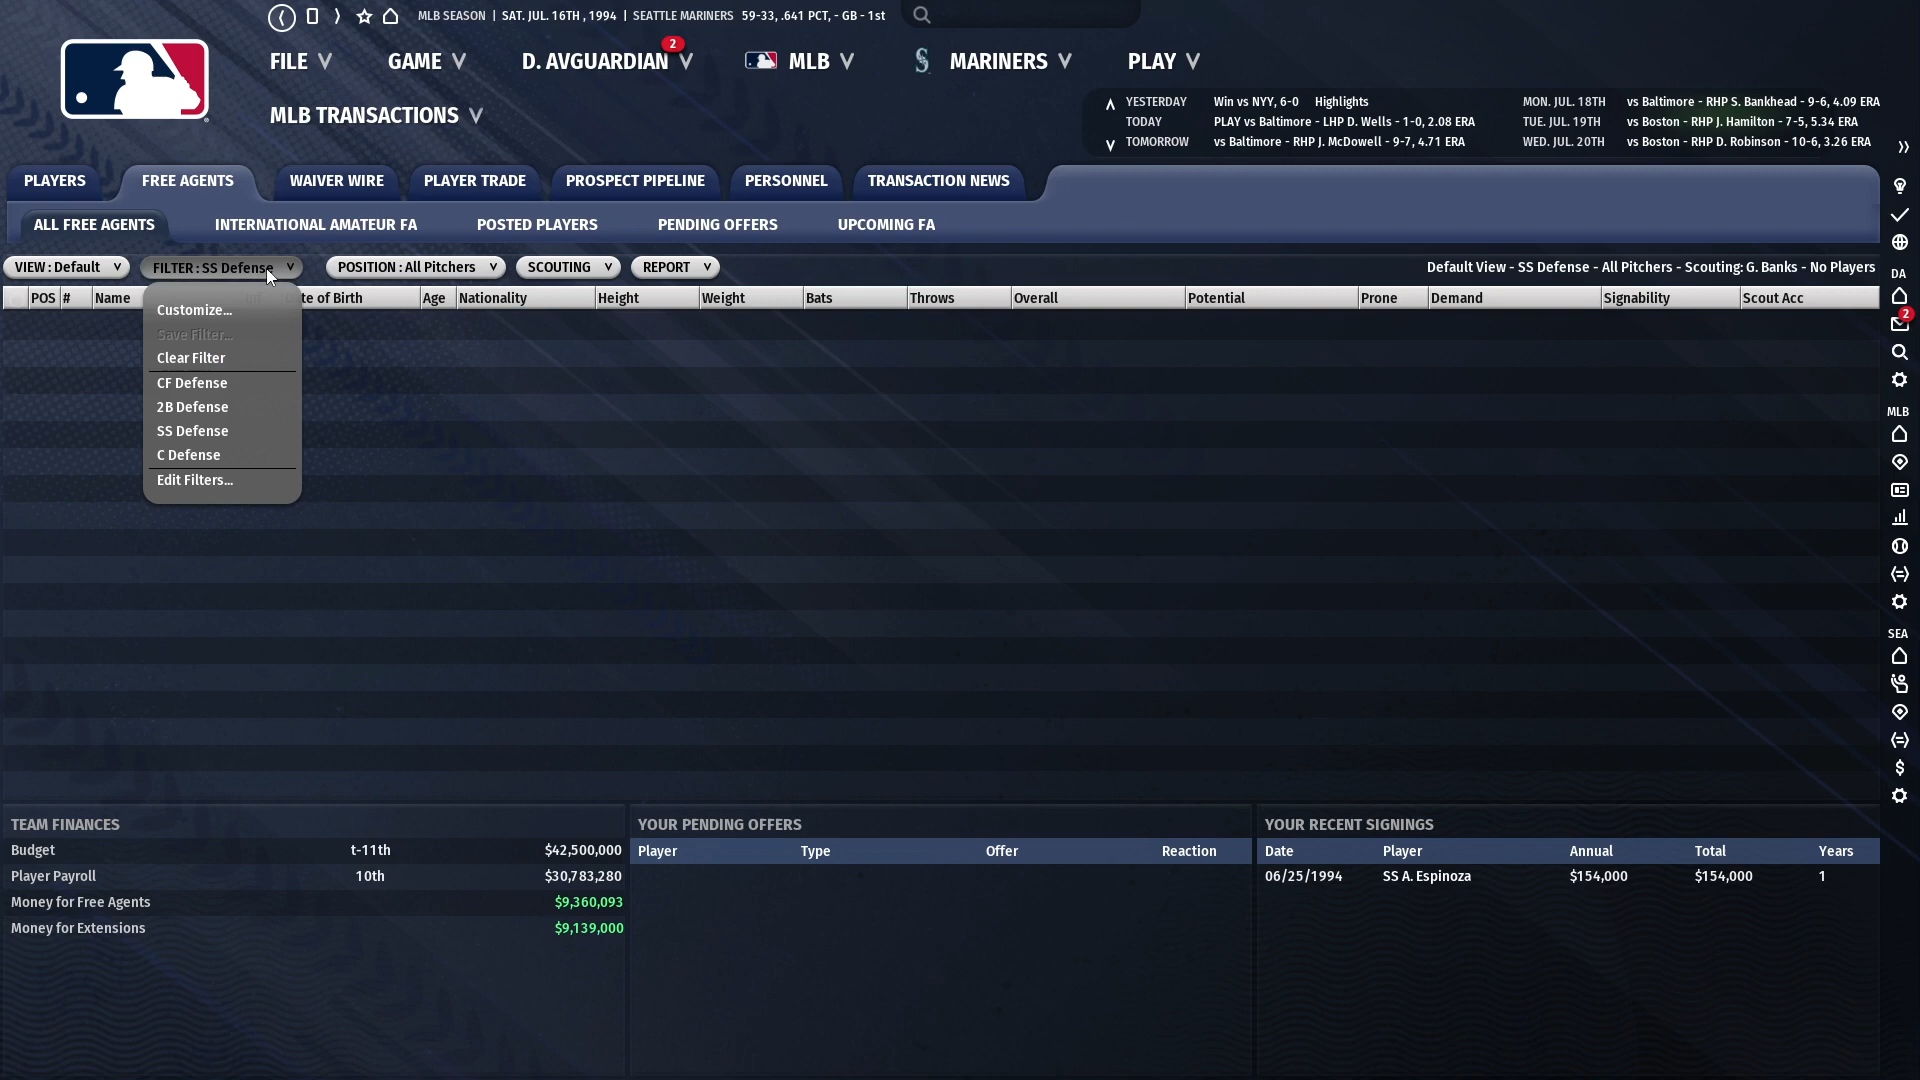 MLB SEASON | SAT. JUL. 16TH , 1994 | SEATTLE MARINERS 59-33, .641 PCT, - GB - 1st
FILE GAME D. AVGUARDIAN 2 MLB MARINERS PLAY
MLB TRANSACTIONS
YESTERDAY Win vs NYY, 6-0 Highlights MON. JUL. 18TH vs Baltimore - RHP S. Bankhead - 9-6, 4.09 ERA
TODAY PLAY vs Baltimore - LHP D. Wells - 1-0, 2.08 ERA TUE. JUL. 19TH vs Boston - RHP J. Hamilton - 7-5, 5.34 ERA
TOMORROW vs Baltimore - RHP J. McDowell - 9-7, 4.71 ERA WED. JUL. 20TH vs Boston - RHP D. Robinson - 10-6, 3.26 ERA
PLAYERS FREE AGENTS WAIVER WIRE PLAYER TRADE PROSPECT PIPELINE PERSONNEL TRANSACTION NEWS
ALL FREE AGENTS INTERNATIONAL AMATEUR FA POSTED PLAYERS PENDING OFFERS UPCOMING FA
VIEW : Default FILTER : SS Defense POSITION : All Pitchers SCOUTING REPORT Default View - SS Defense - All Pitchers - Scouting: G. Banks - No Players
POS # Name Inf te of Birth Age Nationality Height Weight Bats Throws Overall Potential Prone Demand Signability Scout Acc
Customize...
Save Filter...
Clear Filter
CF Defense
2B Defense
SS Defense
C Defense
Edit Filters...
DA
2
MLB
SEA
TEAM FINANCES
Budget t-11th $42,500,000
Player Payroll 10th $30,783,280
Money for Free Agents $9,360,093
Money for Extensions $9,139,000
YOUR PENDING OFFERS
Player Type Offer Reaction
YOUR RECENT SIGNINGS
Date Player Annual Total Years
06/25/1994 SS A. Espinoza $154,000 $154,000 1